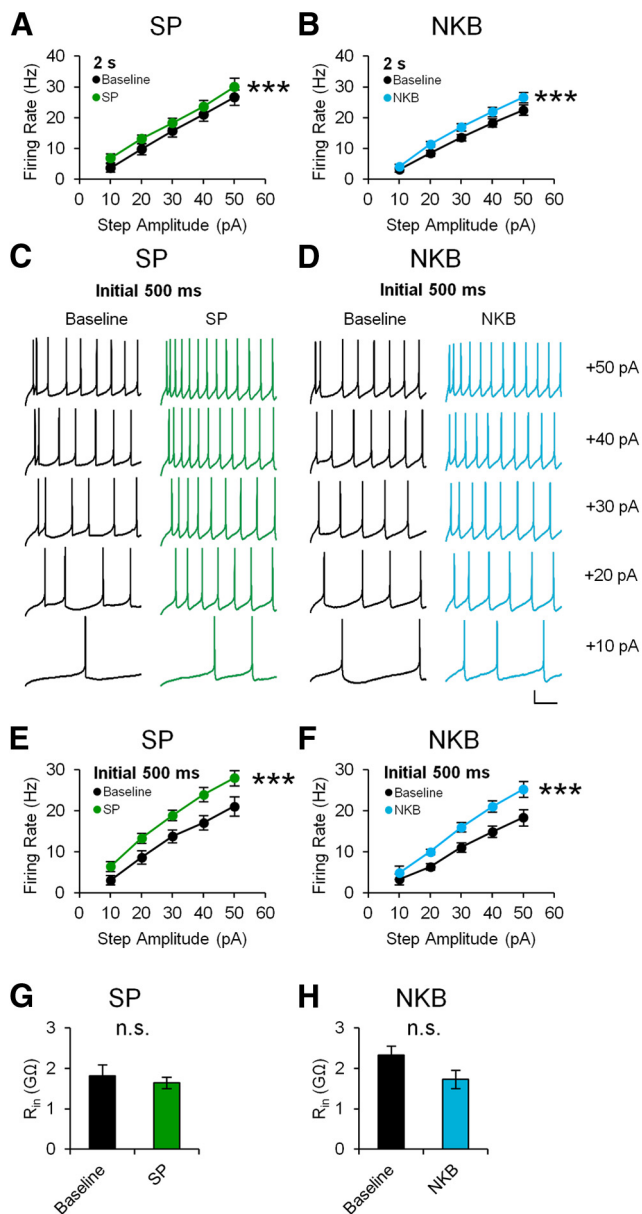 A SP
2 s
Baseline
SP
Firing Rate (Hz)
40
30
20
10
0
***
0 10 20 30 40 50 60
Step Amplitude (pA)
B NKB
2 s
Baseline
NKB
Firing Rate (Hz)
40
30
20
10
0
***
0 10 20 30 40 50 60
Step Amplitude (pA)
C SP
Initial 500 ms
Baseline SP
D NKB
Initial 500 ms
Baseline NKB
+50 pA
+40 pA
+30 pA
+20 pA
+10 pA
E SP
Initial 500 ms
Baseline
SP
Firing Rate (Hz)
30
20
10
0
***
0 10 20 30 40 50 60
Step Amplitude (pA)
F NKB
Initial 500 ms
Baseline
NKB
Firing Rate (Hz)
30
20
10
0
***
0 10 20 30 40 50 60
Step Amplitude (pA)
G SP
n.s.
Rin (GΩ)
3
2
1
0
Baseline SP
H NKB
n.s.
Rin (GΩ)
3
2
1
0
Baseline NKB